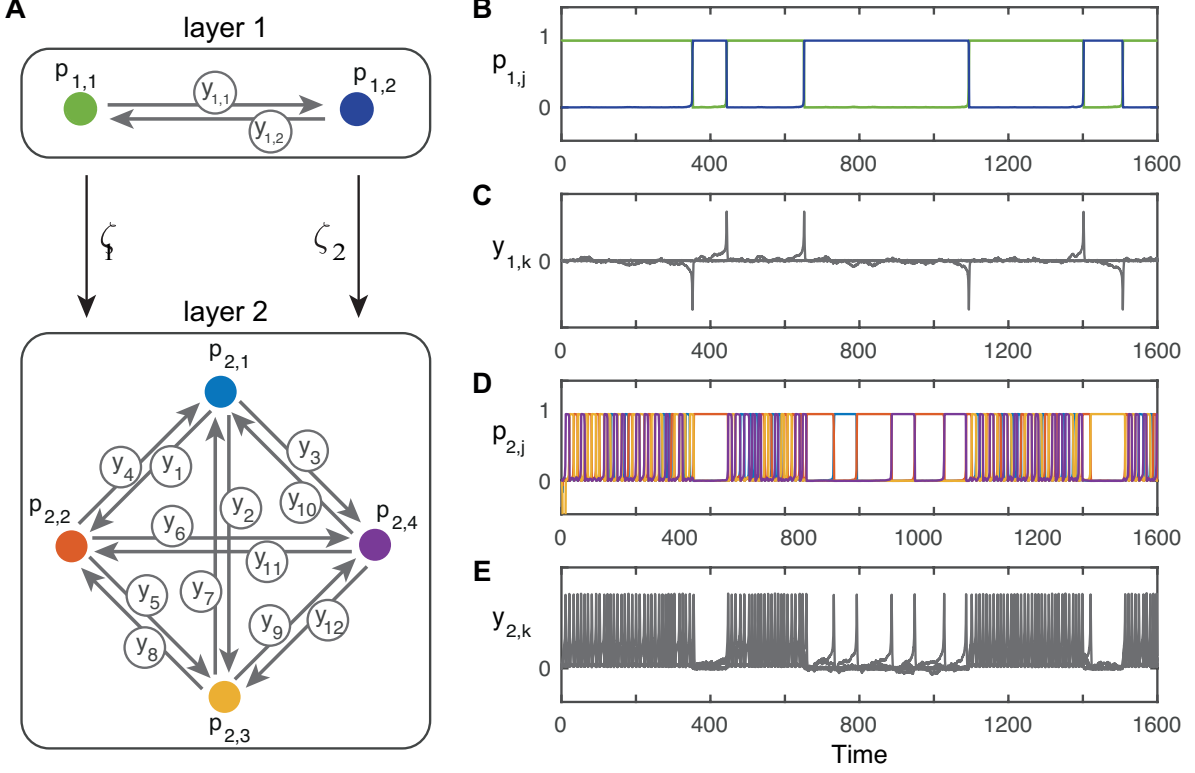 A
layer 1
p1,1
p1,2
y1,1
y1,2
ζ1
ζ2
layer 2
p2,1
y4
y1
y3
y10
p2,2
y6
y2
p2,4
y11
y5
y7
y9
y12
y8
p2,3
B
p1,j
1
0
0 400 800 1200 1600
C
y1,k
0
0 400 800 1200 1600
D
p2,j
1
0
0 400 800 1000 1200 1600
E
y2,k
0
0 400 800 1200 1600
Time